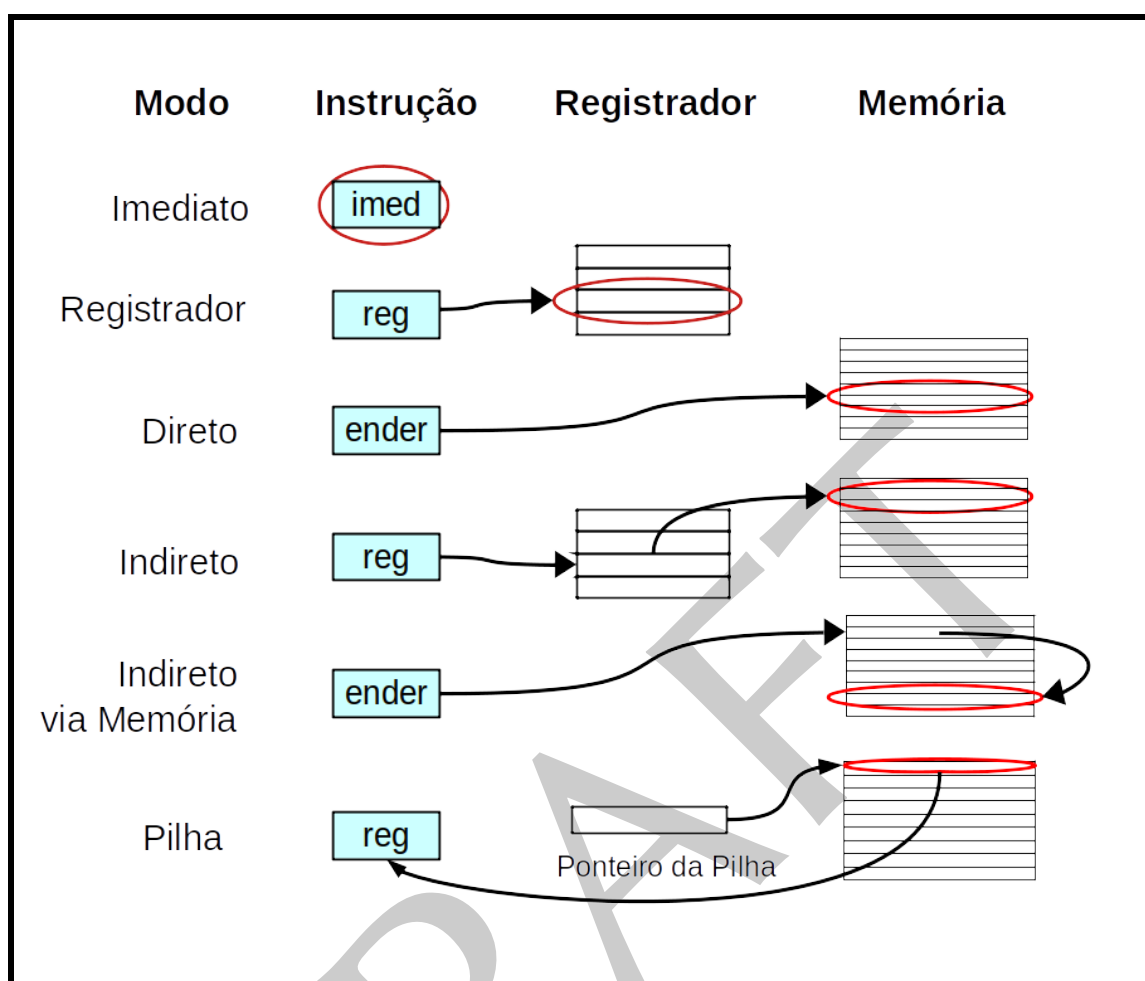 Modo Instrução Registrador Memória
Imediato imed
Registrador reg
Direto ender
Indireto reg
Indireto
via Memória
ender
Pilha reg
Ponteiro da Pilha